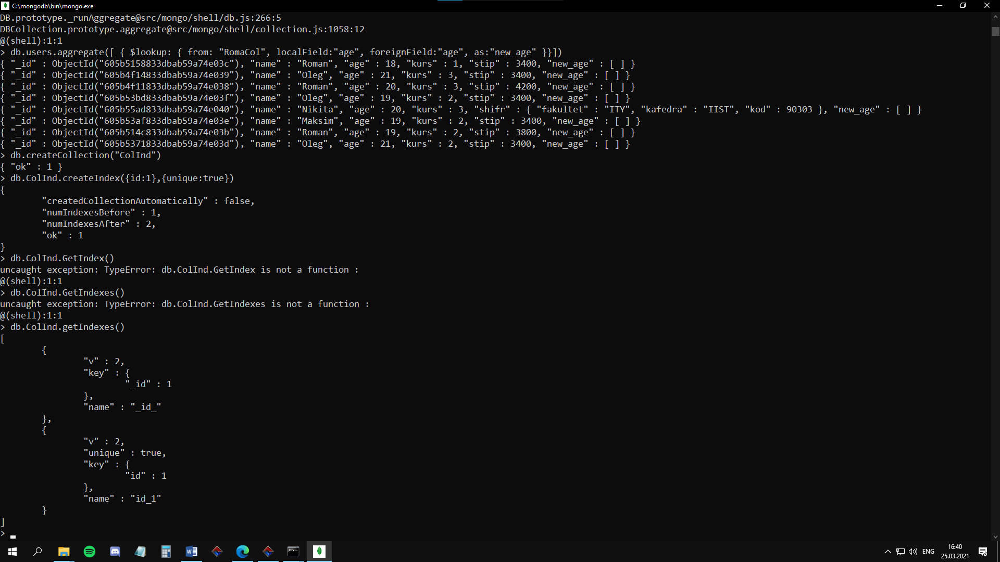 C:\mongodb\bin\mongo.exe
DB.prototype._runAggregate@src/mongo/shell/db.js:266:5
DBCollection.prototype.aggregate@src/mongo/shell/collection.js:1058:12
@(shell):1:1
> db.users.aggregate([ { $lookup: { from: "RomaCol", localField:"age", foreignField:"age", as:"new_age" }}])
{ "_id" : ObjectId("605b5158833dbab59a74e03c"), "name" : "Roman", "age" : 18, "kurs" : 1, "stip" : 3400, "new_age" : [ ] }
{ "_id" : ObjectId("605b4f14833dbab59a74e039"), "name" : "Oleg", "age" : 21, "kurs" : 3, "stip" : 3400, "new_age" : [ ] }
{ "_id" : ObjectId("605b4f11833dbab59a74e038"), "name" : "Roman", "age" : 20, "kurs" : 3, "stip" : 4200, "new_age" : [ ] }
{ "_id" : ObjectId("605b53bd833dbab59a74e03f"), "name" : "Oleg", "age" : 19, "kurs" : 2, "stip" : 3400, "new_age" : [ ] }
{ "_id" : ObjectId("605b55ad833dbab59a74e040"), "name" : "Nikita", "age" : 20, "kurs" : 3, "shifr" : { "fakultet" : "ITY", "kafedra" : "IIST", "kod" : 90303 }, "new_age" : [ ] }
{ "_id" : ObjectId("605b53af833dbab59a74e03e"), "name" : "Maksim", "age" : 19, "kurs" : 2, "stip" : 3400, "new_age" : [ ] }
{ "_id" : ObjectId("605b514c833dbab59a74e03b"), "name" : "Roman", "age" : 19, "kurs" : 2, "stip" : 3800, "new_age" : [ ] }
{ "_id" : ObjectId("605b5371833dbab59a74e03d"), "name" : "Oleg", "age" : 21, "kurs" : 2, "stip" : 3400, "new_age" : [ ] }
> db.createCollection("ColInd")
{ "ok" : 1 }
> db.ColInd.createIndex({id:1},{unique:true})
{
"createdCollectionAutomatically" : false,
"numIndexesBefore" : 1,
"numIndexesAfter" : 2,
"ok" : 1
}
> db.ColInd.GetIndex()
uncaught exception: TypeError: db.ColInd.GetIndex is not a function :
@(shell):1:1
> db.ColInd.GetIndexes()
uncaught exception: TypeError: db.ColInd.GetIndexes is not a function :
@(shell):1:1
> db.ColInd.getIndexes()
[
{
"v" : 2,
"key" : {
"_id" : 1
},
"name" : "_id_"
},
{
"v" : 2,
"unique" : true,
"key" : {
"id" : 1
},
"name" : "id_1"
}
]
>
ENG
16:40
25.03.2021